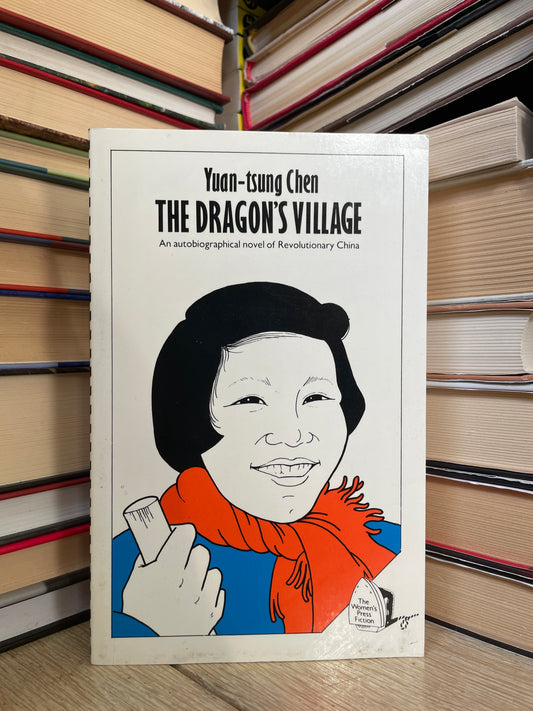 Yuan-tsung Chen
THE DRAGON'S VILLAGE
An autobiographical novel of Revolutionary China
The
Women's
Press
Fiction